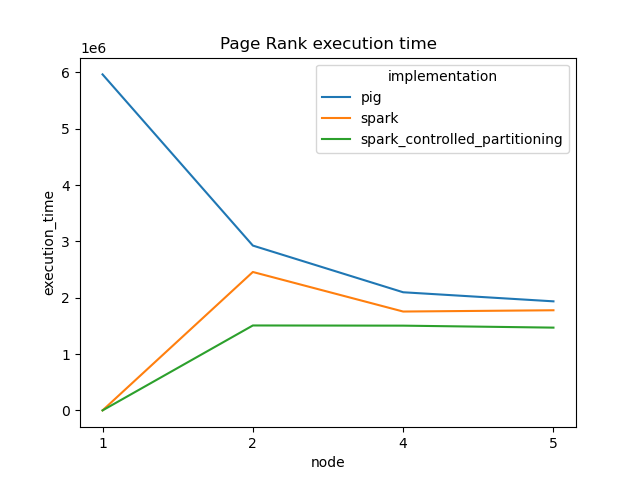 Page Rank execution time
1e6
implementation
pig
spark
spark_controlled_partitioning
6
5
4
3
2
1
0
execution_time
1 2 4 5
node